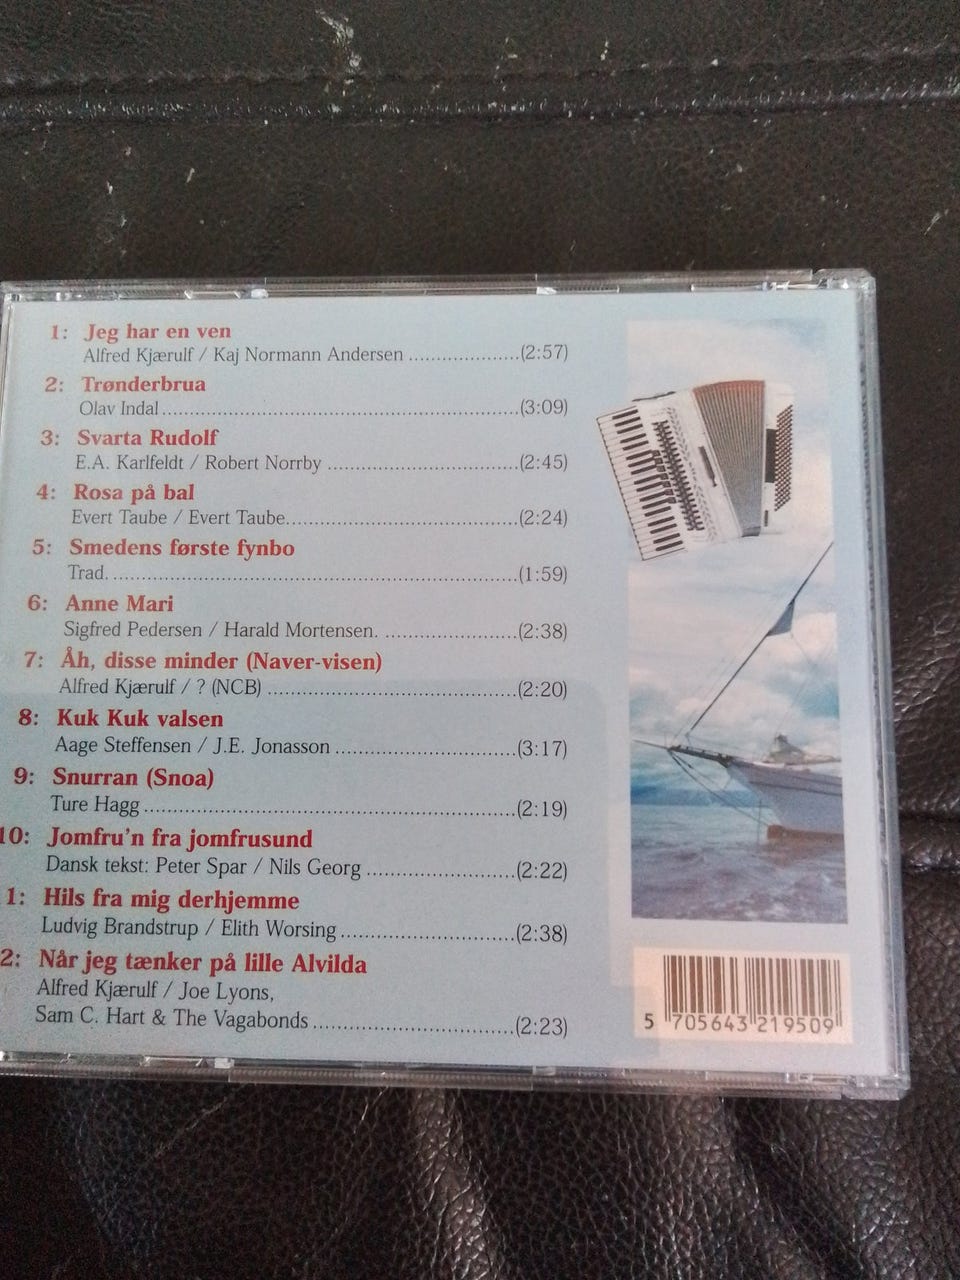 1: Jeg har en ven
Alfred Kjærulf / Kaj Normann Andersen ....................(2:57)
2: Trønderbrua
Olav Indal................................................................(3:09)
3: Svarta Rudolf
E.A. Karlfeldt / Robert Norrby ..................................(2:45)
4: Rosa på bal
Evert Taube / Evert Taube.........................................(2:24)
5: Smedens første fynbo
Trad. .........................................................................(1:59)
6: Anne Mari
Sigfred Pedersen / Harald Mortensen. .......................(2:38)
7: Åh, disse minder (Naver-visen)
Alfred Kjærulf / ? (NCB) ............................................(2:20)
8: Kuk Kuk valsen
Aage Steffensen / J.E. Jonasson ................................(3:17)
9: Snurran (Snoa)
Ture Hagg .................................................................(2:19)
10: Jomfru'n fra jomfrusund
Dansk tekst: Peter Spar / Nils Georg ..........................(2:22)
1: Hils fra mig derhjemme
Ludvig Brandstrup / Elith Worsing ..............................(2:38)
2: Når jeg tænker på lille Alvilda
Alfred Kjærulf / Joe Lyons,
Sam C. Hart & The Vagabonds ...................................(2:23)
5 705643 219509